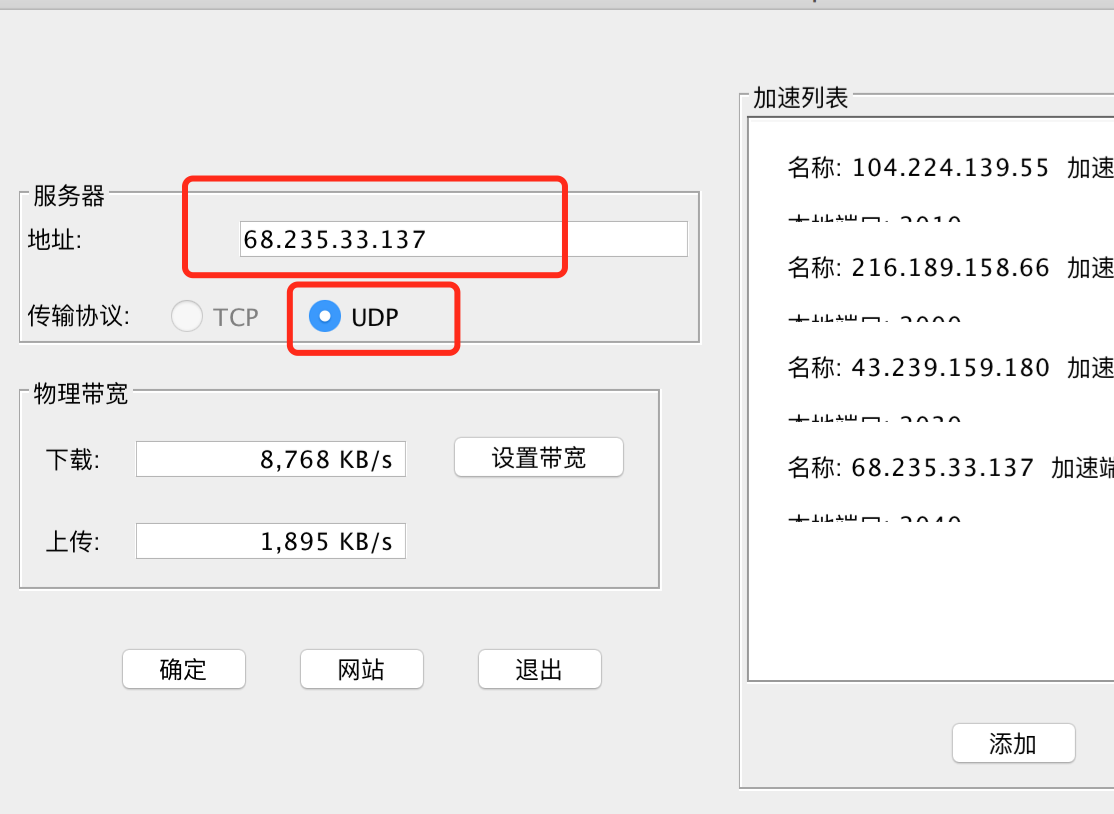 服务器
地址:
68.235.33.137
传输协议:
TCP
UDP
物理带宽
下载:
8,768 KB/s
设置带宽
上传:
1,895 KB/s
确定
网站
退出
加速列表
名称: 104.224.139.55 加速
名称: 216.189.158.66 加速
名称: 43.239.159.180 加速
名称: 68.235.33.137 加速端
添加